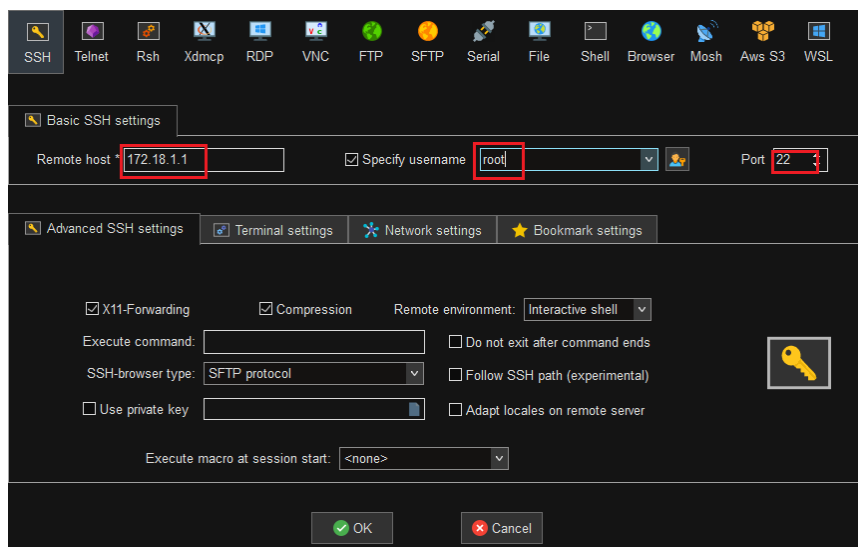 SSH Telnet Rsh Xdmcp RDP VNC FTP SFTP Serial File Shell Browser Mosh Aws S3 WSL
Basic SSH settings
Remote host * 172.18.1.1 Specify username root Port 22
Advanced SSH settings Terminal settings Network settings Bookmark settings
X11-Forwarding Compression Remote environment: Interactive shell
Execute command: Do not exit after command ends
SSH-browser type: SFTP protocol Follow SSH path (experimental)
Use private key Adapt locales on remote server
Execute macro at session start: <none>
OK Cancel